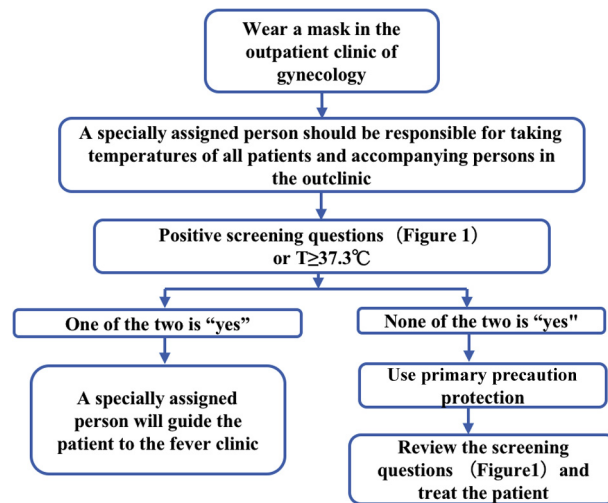 Wear a mask in the
outpatient clinic of
gynecology
A specially assigned person should be responsible for taking
temperatures of all patients and accompanying persons in
the outclinic
Positive screening questions （Figure 1）
or T≥37.3℃
One of the two is “yes”
None of the two is “yes"
A specially assigned
person will guide the
patient to the fever clinic
Use primary precaution
protection
Review the screening
questions （Figure1） and
treat the patient